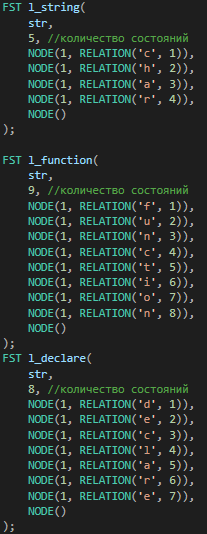 FST l_string(
    str,
    5, //количество состояний
    NODE(1, RELATION('c', 1)),
    NODE(1, RELATION('h', 2)),
    NODE(1, RELATION('a', 3)),
    NODE(1, RELATION('r', 4)),
    NODE()
);

FST l_function(
    str,
    9, //количество состояний
    NODE(1, RELATION('f', 1)),
    NODE(1, RELATION('u', 2)),
    NODE(1, RELATION('n', 3)),
    NODE(1, RELATION('c', 4)),
    NODE(1, RELATION('t', 5)),
    NODE(1, RELATION('i', 6)),
    NODE(1, RELATION('o', 7)),
    NODE(1, RELATION('n', 8)),
    NODE()
);
FST l_declare(
    str,
    8, //количество состояний
    NODE(1, RELATION('d', 1)),
    NODE(1, RELATION('e', 2)),
    NODE(1, RELATION('c', 3)),
    NODE(1, RELATION('l', 4)),
    NODE(1, RELATION('a', 5)),
    NODE(1, RELATION('r', 6)),
    NODE(1, RELATION('e', 7)),
    NODE()
);